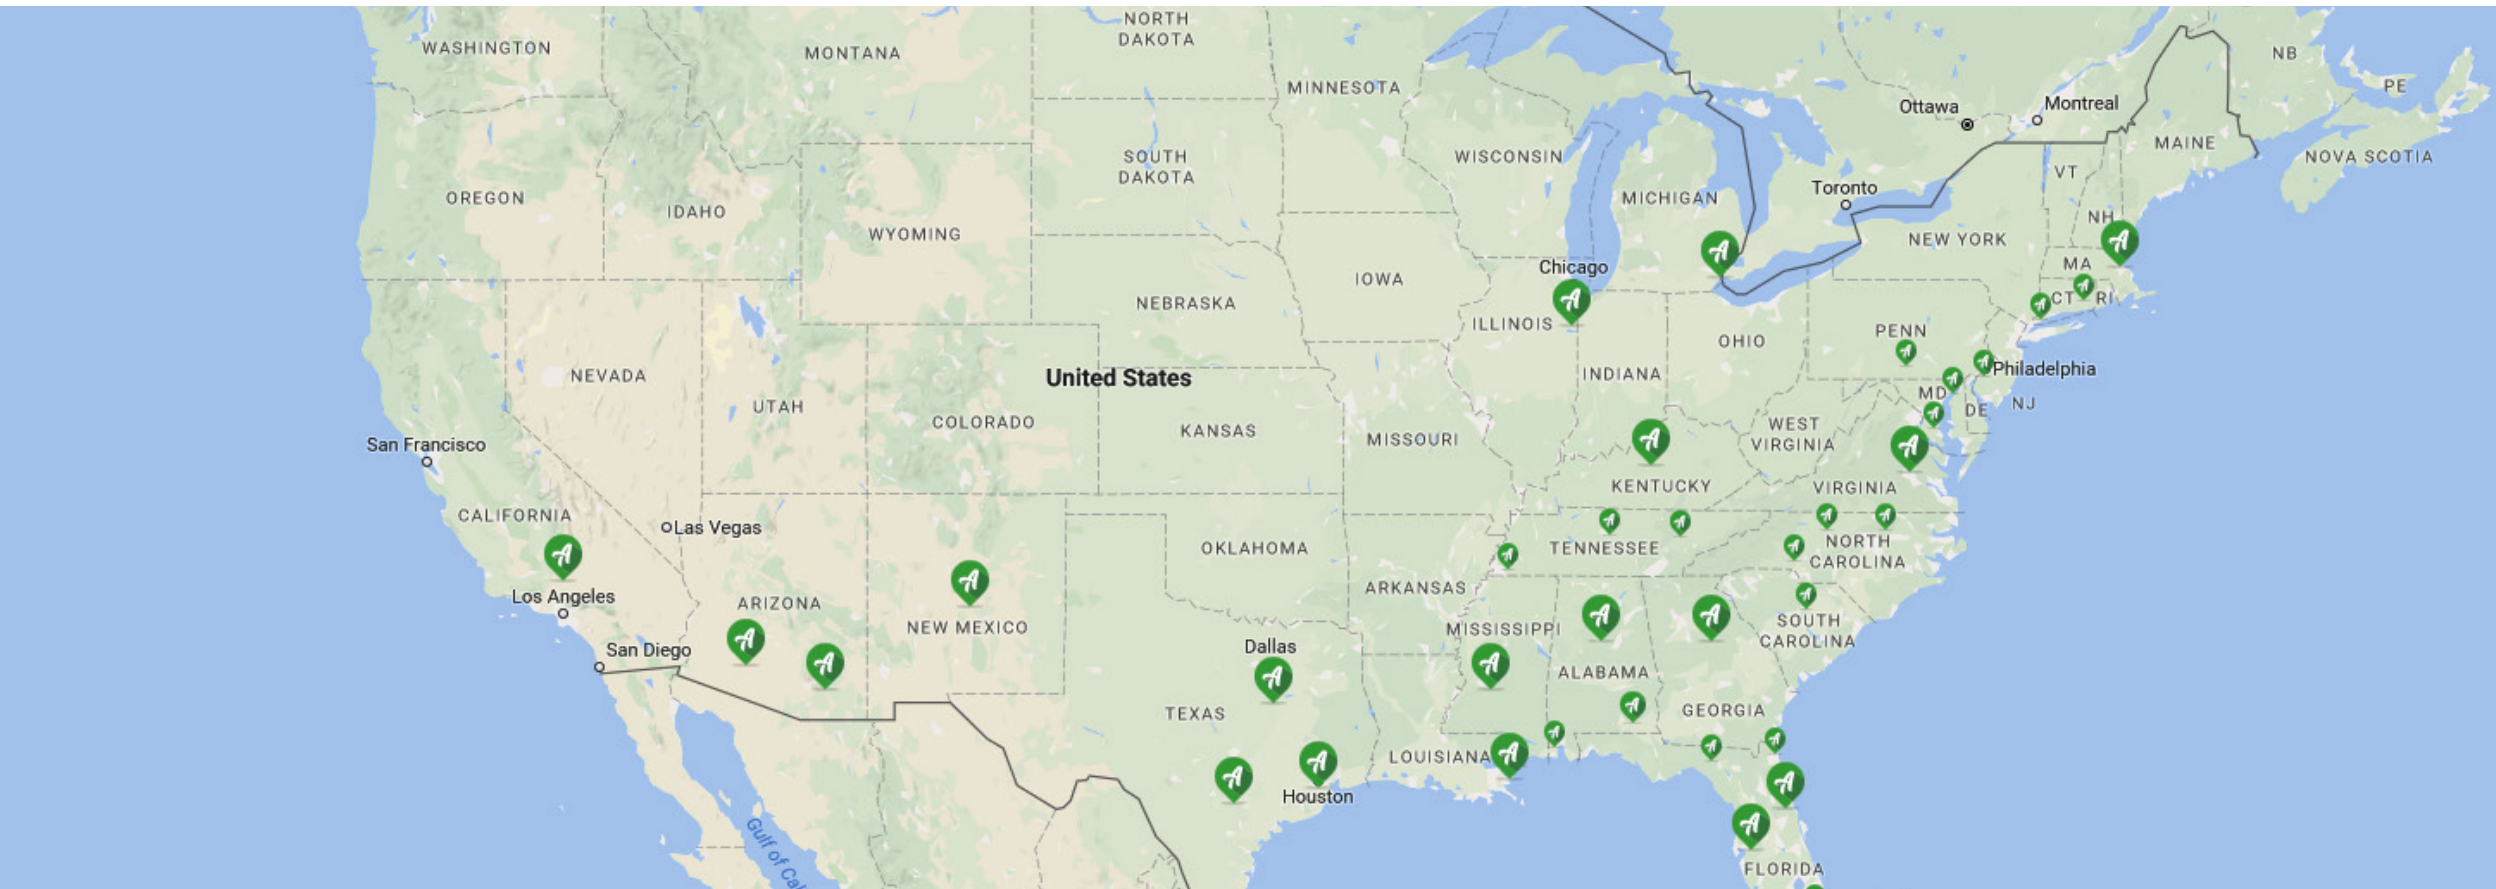 WASHINGTON
MONTANA
NORTH
DAKOTA
MINNESOTA
NB
PE
Ottawa
Montreal
MAINE
NOVA SCOTIA
SOUTH
DAKOTA
WISCONSIN
VT
OREGON
IDAHO
MICHIGAN
Toronto
NH
WYOMING
NEW YORK
MA
Chicago
IOWA
NEBRASKA
CT
RI
ILLINOIS
OHIO
PENN
NEVADA
United States
INDIANA
Philadelphia
UTAH
MD
DE
NJ
COLORADO
KANSAS
MISSOURI
WEST
VIRGINIA
San Francisco
KENTUCKY
VIRGINIA
CALIFORNIA
Las Vegas
OKLAHOMA
TENNESSEE
NORTH
CAROLINA
Los Angeles
ARIZONA
NEW MEXICO
ARKANSAS
MISSISSIPPI
SOUTH
CAROLINA
San Diego
Dallas
ALABAMA
TEXAS
GEORGIA
LOUISIANA
Houston
Gulf of Cal
FLORIDA